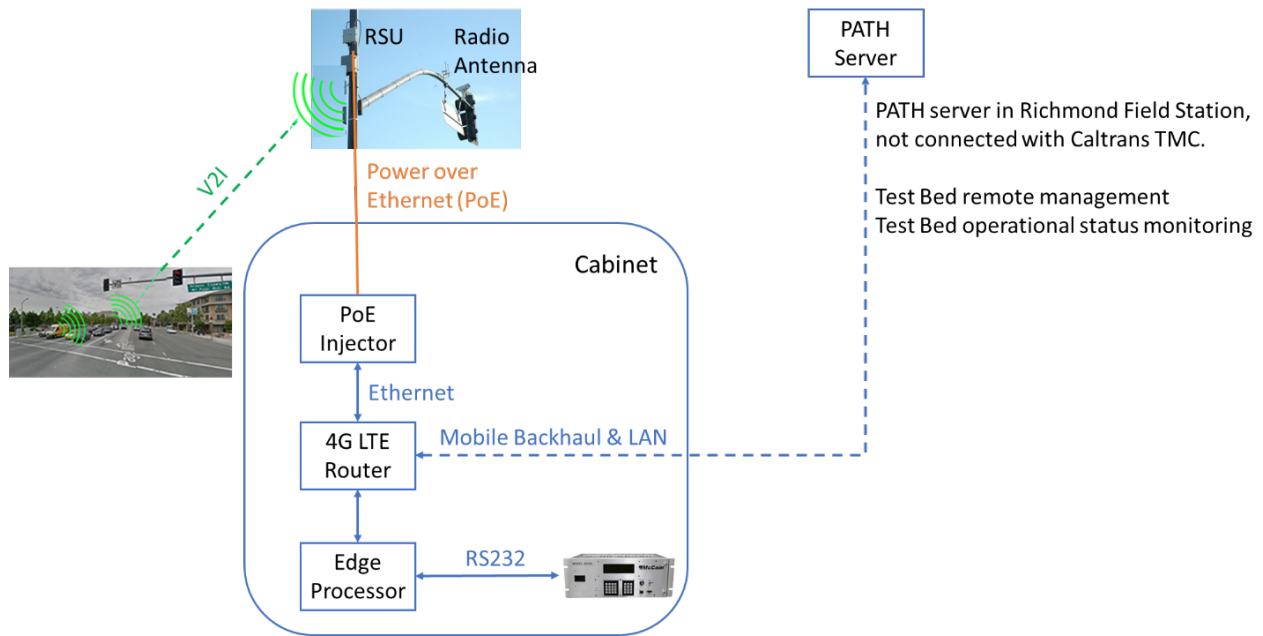 RSU
Radio
Antenna
PATH
Server
PATH server in Richmond Field Station,
not connected with Caltrans TMC.
Test Bed remote management
Test Bed operational status monitoring
V2I
Power over
Ethernet (PoE)
Cabinet
PoE
Injector
Ethernet
4G LTE
Router
Mobile Backhaul & LAN
Edge
Processor
RS232
McCain